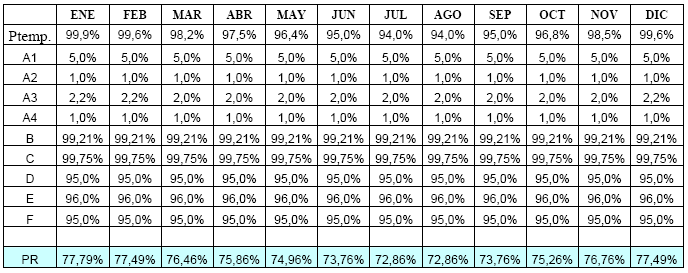 ENE FEB MAR ABR MAY JUN JUL AGO SEP OCT NOV DIC
Ptemp. 99,9% 99,6% 98,2% 97,5% 96,4% 95,0% 94,0% 94,0% 95,0% 96,8% 98,5% 99,6%
A1 5,0% 5,0% 5,0% 5,0% 5,0% 5,0% 5,0% 5,0% 5,0% 5,0% 5,0% 5,0%
A2 1,0% 1,0% 1,0% 1,0% 1,0% 1,0% 1,0% 1,0% 1,0% 1,0% 1,0% 1,0%
A3 2,2% 2,2% 2,0% 2,0% 2,0% 2,0% 2,0% 2,0% 2,0% 2,0% 2,0% 2,2%
A4 1,0% 1,0% 1,0% 1,0% 1,0% 1,0% 1,0% 1,0% 1,0% 1,0% 1,0% 1,0%
B 99,21% 99,21% 99,21% 99,21% 99,21% 99,21% 99,21% 99,21% 99,21% 99,21% 99,21% 99,21%
C 99,75% 99,75% 99,75% 99,75% 99,75% 99,75% 99,75% 99,75% 99,75% 99,75% 99,75% 99,75%
D 95,0% 95,0% 95,0% 95,0% 95,0% 95,0% 95,0% 95,0% 95,0% 95,0% 95,0% 95,0%
E 96,0% 96,0% 96,0% 96,0% 96,0% 96,0% 96,0% 96,0% 96,0% 96,0% 96,0% 96,0%
F 95,0% 95,0% 95,0% 95,0% 95,0% 95,0% 95,0% 95,0% 95,0% 95,0% 95,0% 95,0%
PR 77,79% 77,49% 76,46% 75,86% 74,96% 73,76% 72,86% 72,86% 73,76% 75,26% 76,76% 77,49%